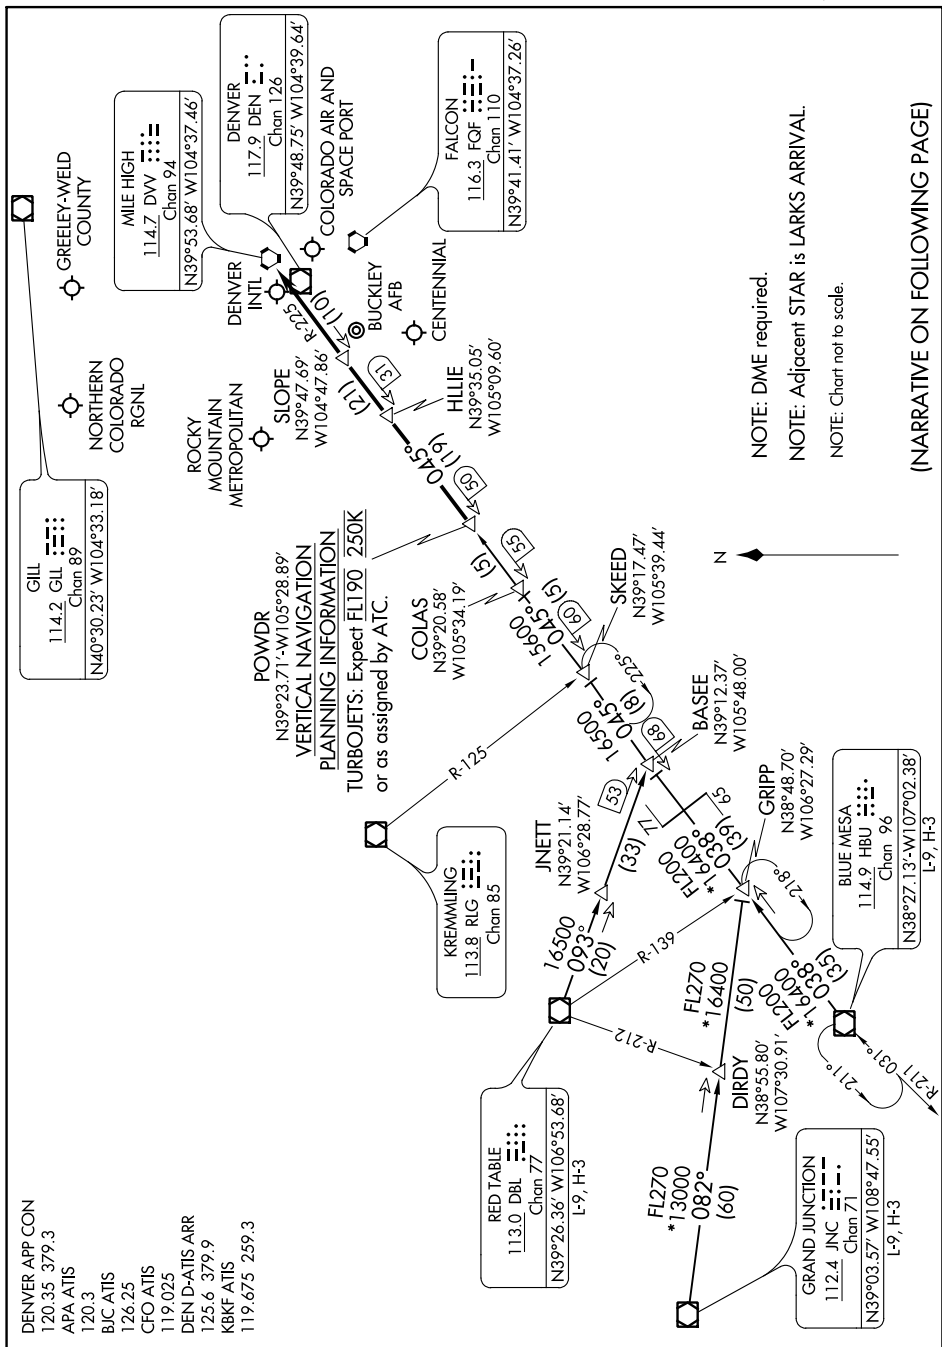 DENVER APP CON
120.35 379.3
APA ATIS
120.3
BJC ATIS
126.25
CFO ATIS
119.025
DEN D-ATIS ARR
125.6 379.9
KBKF ATIS
119.675 259.3
GILL
114.2 GLL
Chan 89
N40°30.23' W104°33.18'
GREELEY-WELD
COUNTY
NORTHERN
COLORADO
RGNL
ROCKY
MOUNTAIN
METROPOLITAN
MILE HIGH
114.7 DVV
Chan 94
N39°53.68' W104°37.46'
DENVER
117.9 DEN
Chan 126
N39°48.75' W104°39.64'
DENVER
INTL
COLORADO AIR AND
SPACE PORT
FALCON
116.3 FQF
Chan 110
N39°41.41' W104°37.26'
BUCKLEY
AFB
CENTENNIAL
R-225
(10)
SLOPE
N39°47.69'
W104°47.86'
(21)
31
HLLIE
N39°35.05'
W105°09.60'
045°
(19)
50
POWDR
N39°23.71'-W105°28.89'
VERTICAL NAVIGATION
PLANNING INFORMATION
TURBOJETS: Expect FL190 250K
or as assigned by ATC.
(5)
55
COLAS
N39°20.58'
W105°34.19'
15600
045°
(5)
60
SKEED
N39°17.47'
W105°39.44'
225°
16500
045°
(8)
68
BASEE
N39°12.37'
W105°48.00'
KREMMLING
113.8 RLG
Chan 85
R-125
JNETT
N39°21.14'
W106°28.77'
53
(33)
16500
093°
(20)
77
65
FL200
*16400
038°
(39)
GRIPP
N38°48.70'
W106°27.29'
218°
R-139
R-212
RED TABLE
113.0 DBL
Chan 77
N39°26.36' W106°53.68'
L-9, H-3
FL270
*16400
(50)
DIRDY
N38°55.80'
W107°30.91'
FL200
*16400
038°
(35)
BLUE MESA
114.9 HBU
Chan 96
N38°27.13'-W107°02.38'
L-9, H-3
211°
031°
R-211
FL270
*13000
082°
(60)
GRAND JUNCTION
112.4 JNC
Chan 71
N39°03.57' W108°47.55'
L-9, H-3
N
NOTE: DME required.
NOTE: Adjacent STAR is LARKS ARRIVAL.
NOTE: Chart not to scale.
(NARRATIVE ON FOLLOWING PAGE)